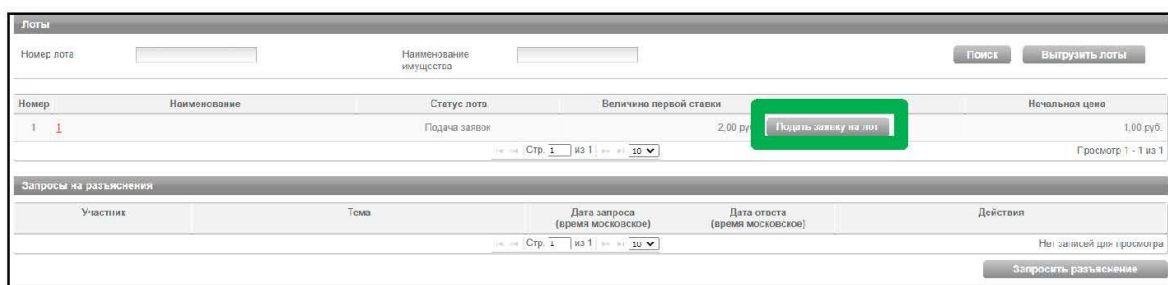 Лоты
Номер лота Наименование имущества Поиск Выгрузить лоты
Номер Наименование Статус лота Величина первой ставки Начальная цена
1 1 Подача заявок 2,00 ру Подать заявку на лот 1,00 руб.
Стр. 1 из 1 10 Просмотр 1 - 1 из 1
Запросы на разъяснения
Участник Тема Дата запроса (время московское) Дата ответа (время московское) Действия
Стр. 1 из 1 10 Нет записей для просмотра
Запросить разъяснение